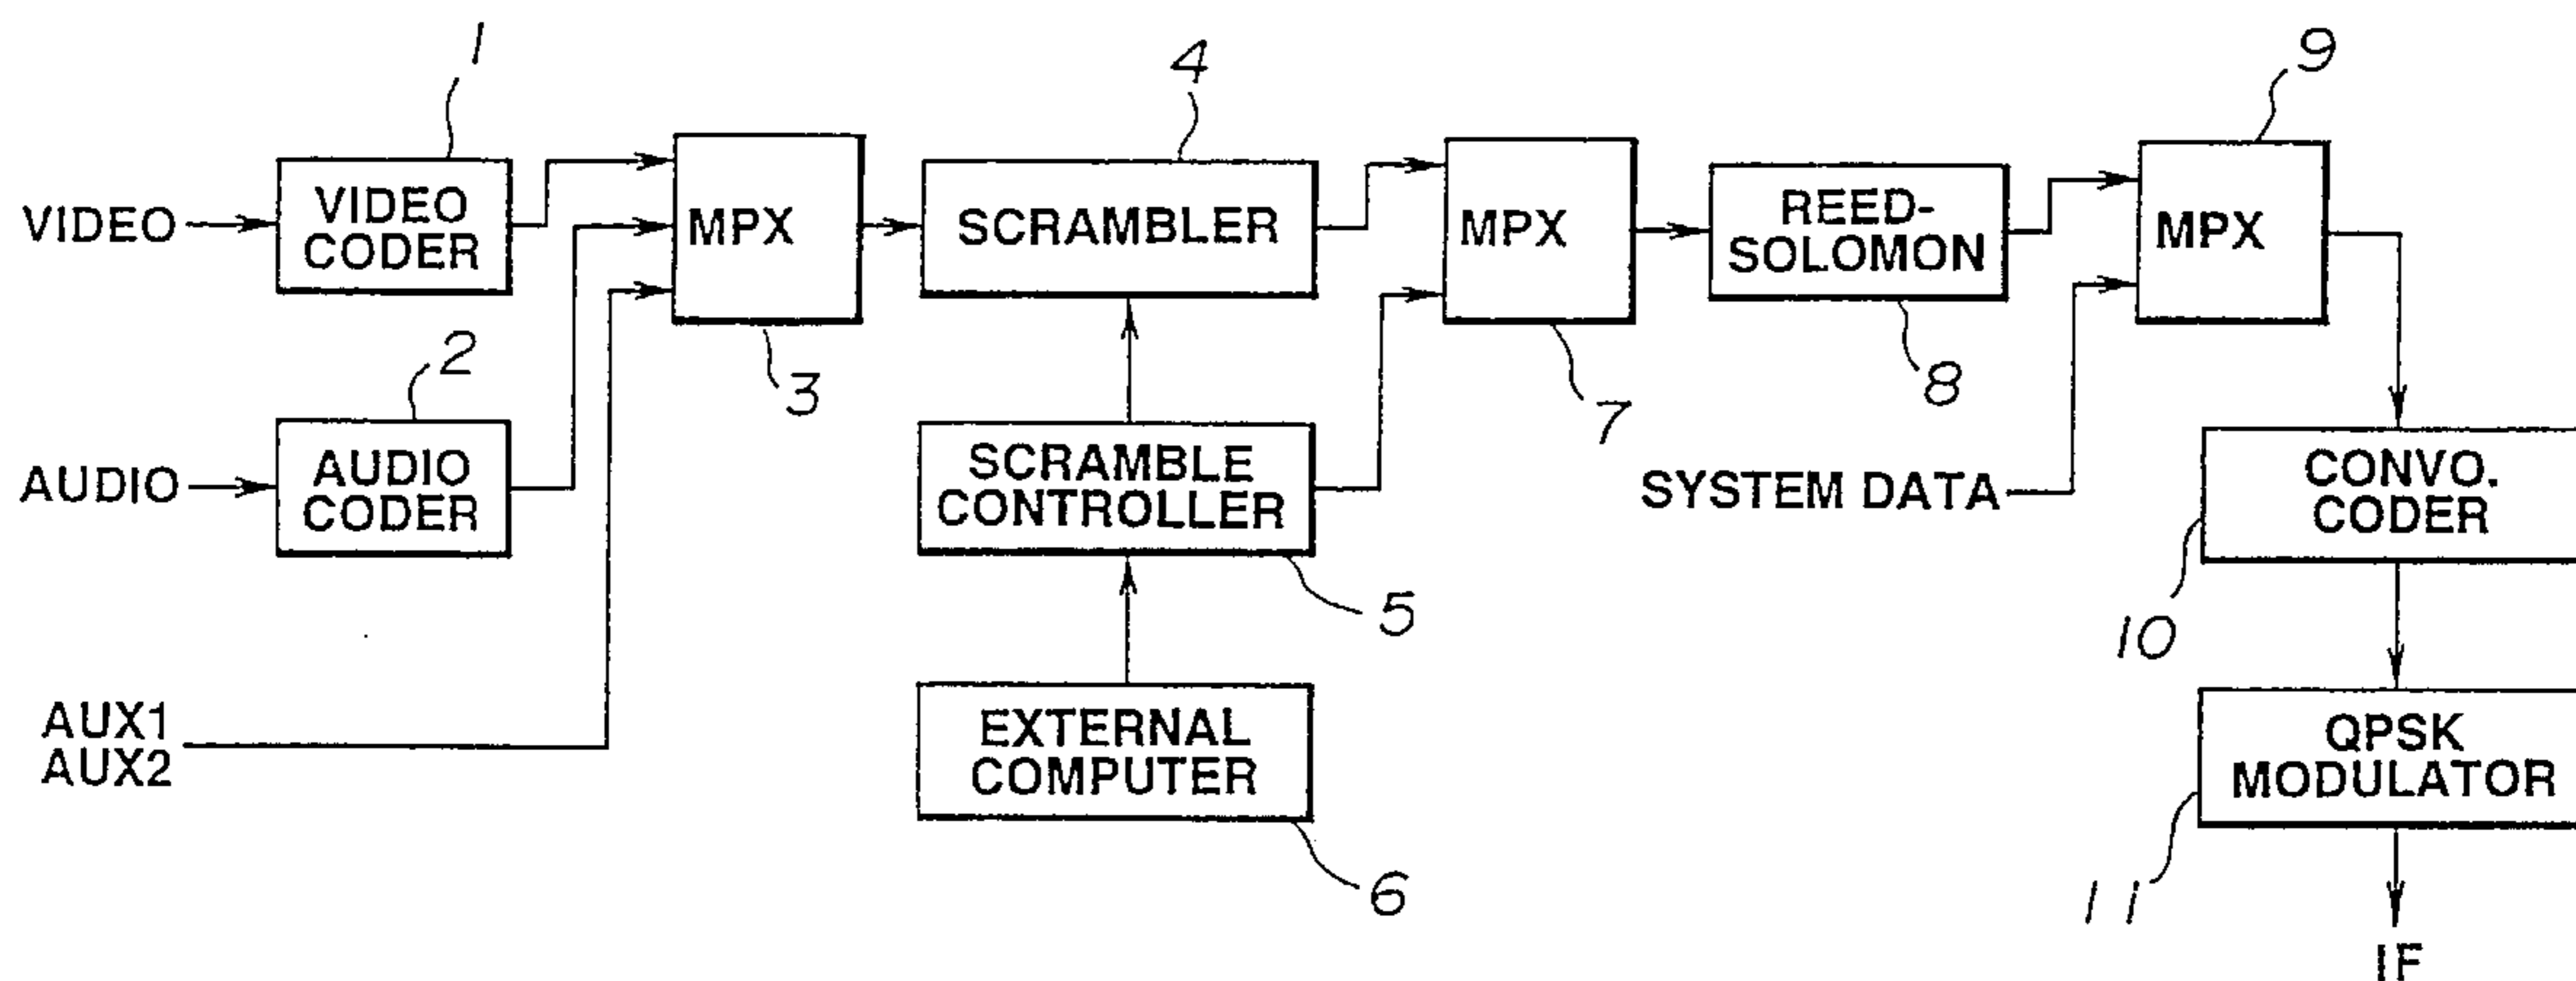 1
4
9
VIDEO
VIDEO
CODER
MPX
SCRAMBLER
MPX
REED-
SOLOMON
MPX
2
3
7
8
AUDIO
AUDIO
CODER
SCRAMBLE
CONTROLLER
SYSTEM DATA
CONVO.
CODER
5
10
AUX1
AUX2
EXTERNAL
COMPUTER
QPSK
MODULATOR
6
11
IF